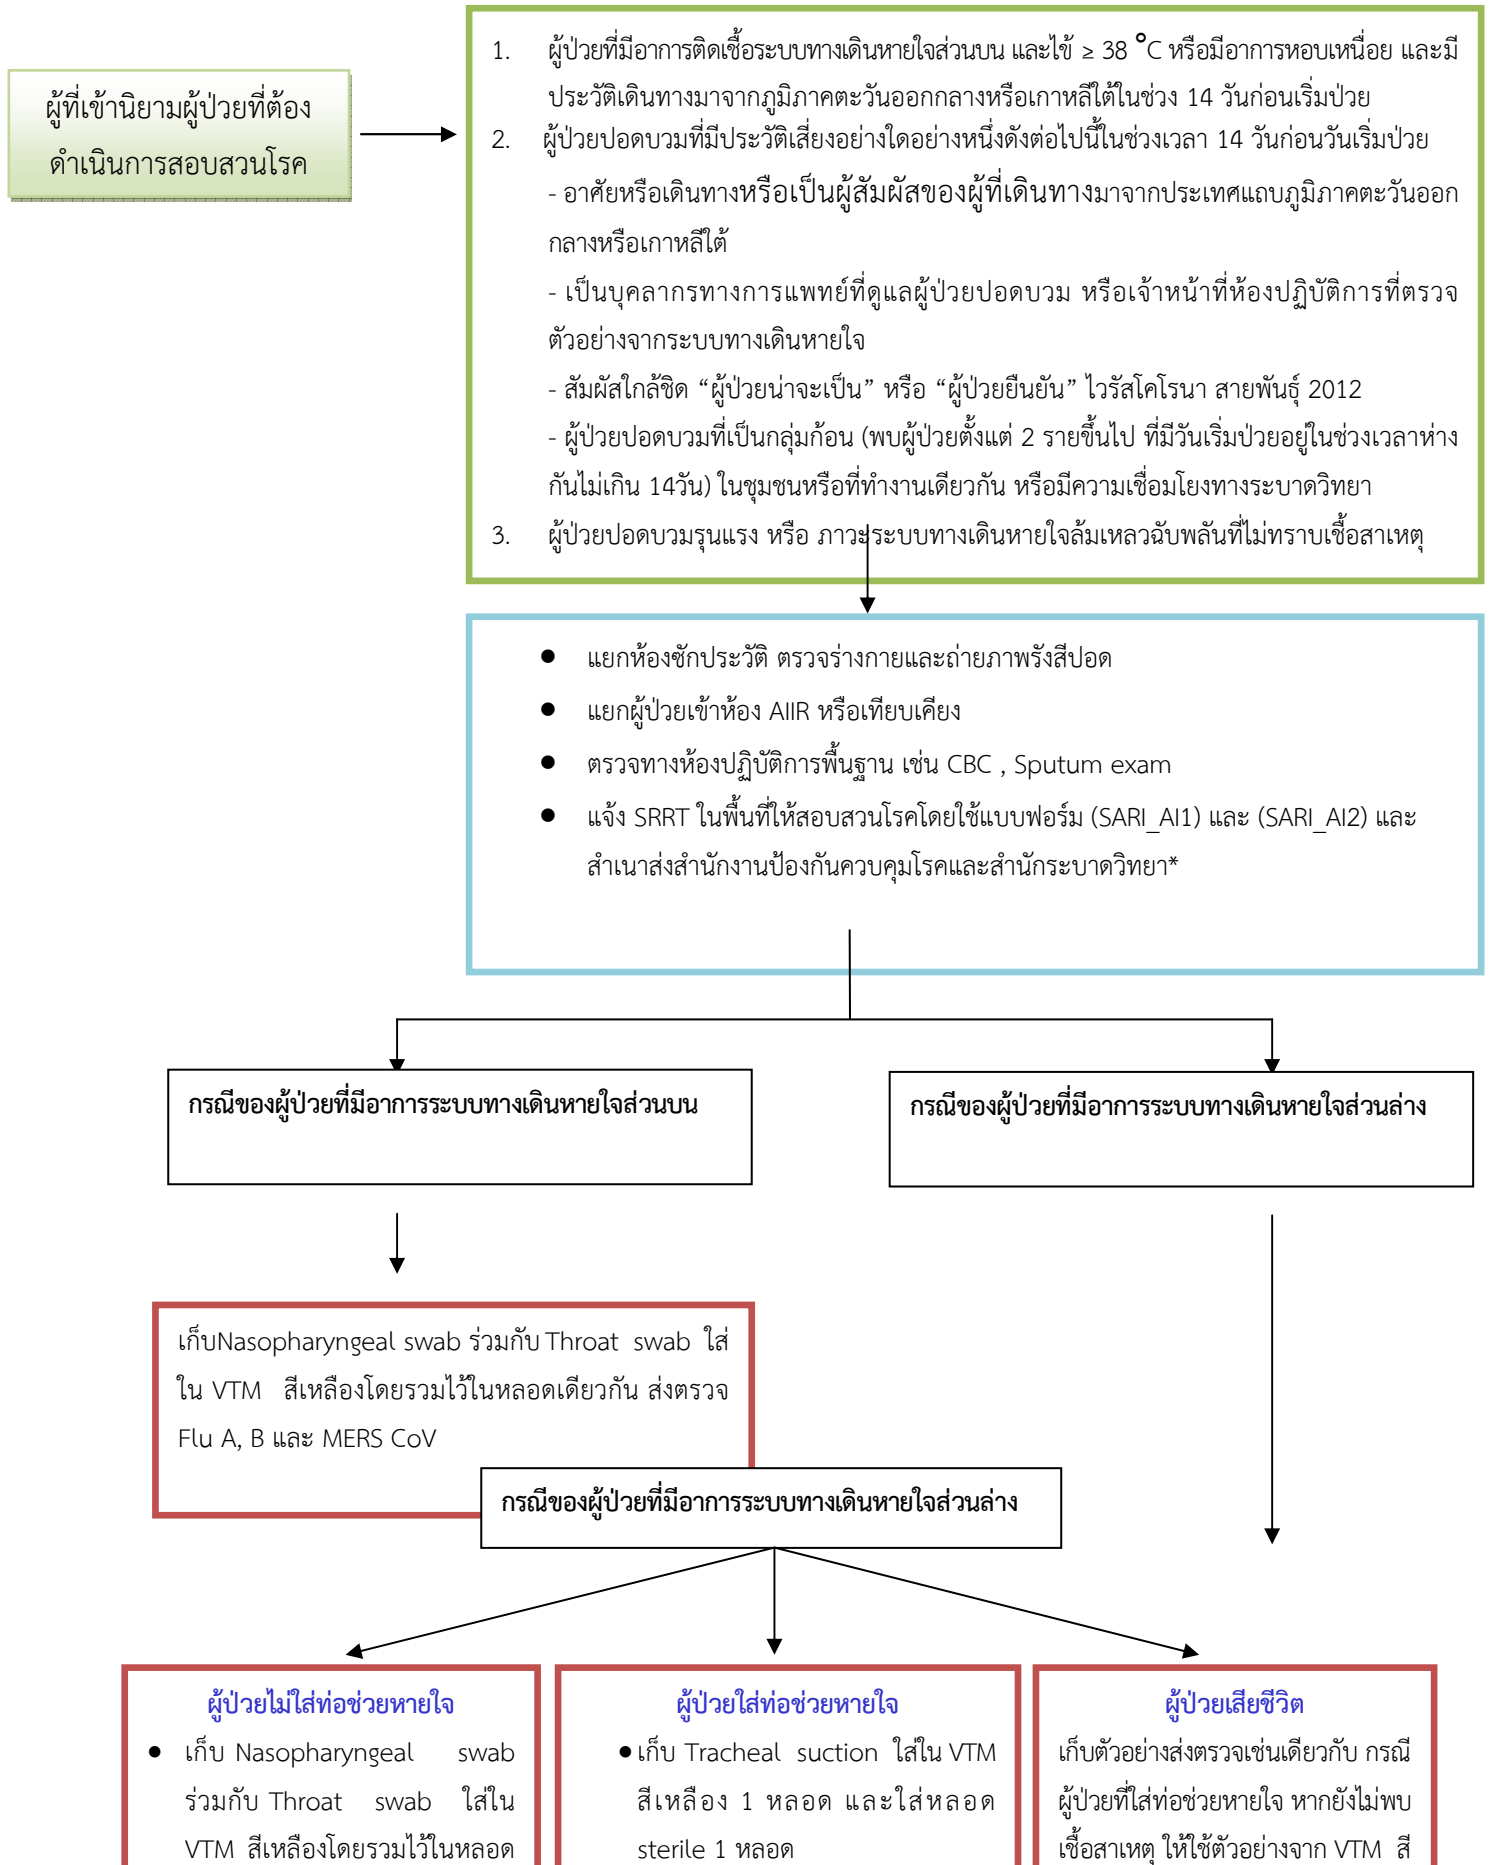 ผู้ที่เข้านิยามผู้ป่วยที่ต้อง
ดำเนินการสอบสวนโรค
1. ผู้ป่วยที่มีอาการติดเชื้อระบบทางเดินหายใจส่วนบน และไข้ ≥ 38 °C หรือมีอาการหอบเหนื่อย และมี
ประวัติเดินทางมาจากภูมิภาคตะวันออกกลางหรือเกาหลีใต้ในช่วง 14 วันก่อนเริ่มป่วย
2. ผู้ป่วยปอดบวมที่มีประวัติเสี่ยงอย่างใดอย่างหนึ่งดังต่อไปนี้ในช่วงเวลา 14 วันก่อนวันเริ่มป่วย
- อาศัยหรือเดินทางหรือเป็นผู้สัมผัสของผู้ที่เดินทางมาจากประเทศแถบภูมิภาคตะวันออก
กลางหรือเกาหลีใต้
- เป็นบุคลากรทางการแพทย์ที่ดูแลผู้ป่วยปอดบวม หรือเจ้าหน้าที่ห้องปฏิบัติการที่ตรวจ
ตัวอย่างจากระบบทางเดินหายใจ
- สัมผัสใกล้ชิด “ผู้ป่วยน่าจะเป็น” หรือ “ผู้ป่วยยืนยัน” ไวรัสโคโรนา สายพันธุ์ 2012
- ผู้ป่วยปอดบวมที่เป็นกลุ่มก้อน (พบผู้ป่วยตั้งแต่ 2 รายขึ้นไป ที่มีวันเริ่มป่วยอยู่ในช่วงเวลาห่าง
กันไม่เกิน 14วัน) ในชุมชนหรือที่ทำงานเดียวกัน หรือมีความเชื่อมโยงทางระบาดวิทยา
3. ผู้ป่วยปอดบวมรุนแรง หรือ ภาวะระบบทางเดินหายใจล้มเหลวฉับพลันที่ไม่ทราบเชื้อสาเหตุ
● แยกห้องซักประวัติ ตรวจร่างกายและถ่ายภาพรังสีปอด
● แยกผู้ป่วยเข้าห้อง AIIR หรือเทียบเคียง
● ตรวจทางห้องปฏิบัติการพื้นฐาน เช่น CBC , Sputum exam
● แจ้ง SRRT ในพื้นที่ให้สอบสวนโรคโดยใช้แบบฟอร์ม (SARI_AI1) และ (SARI_AI2) และ
สำเนาส่งสำนักงานป้องกันควบคุมโรคและสำนักระบาดวิทยา*
กรณีของผู้ป่วยที่มีอาการระบบทางเดินหายใจส่วนบน
กรณีของผู้ป่วยที่มีอาการระบบทางเดินหายใจส่วนล่าง
เก็บNasopharyngeal swab ร่วมกับ Throat swab ใส่
ใน VTM สีเหลืองโดยรวมไว้ในหลอดเดียวกัน ส่งตรวจ
Flu A, B และ MERS CoV
กรณีของผู้ป่วยที่มีอาการระบบทางเดินหายใจส่วนล่าง
ผู้ป่วยไม่ใส่ท่อช่วยหายใจ
● เก็บ Nasopharyngeal swab
ร่วมกับ Throat swab ใส่ใน
VTM สีเหลืองโดยรวมไว้ในหลอด
ผู้ป่วยใส่ท่อช่วยหายใจ
● เก็บ Tracheal suction ใส่ใน VTM
สีเหลือง 1 หลอด และใส่หลอด
sterile 1 หลอด
ผู้ป่วยเสียชีวิต
เก็บตัวอย่างส่งตรวจเช่นเดียวกับ กรณี
ผู้ป่วยที่ใส่ท่อช่วยหายใจ หากยังไม่พบ
เชื้อสาเหตุ ให้ใช้ตัวอย่างจาก VTM สี